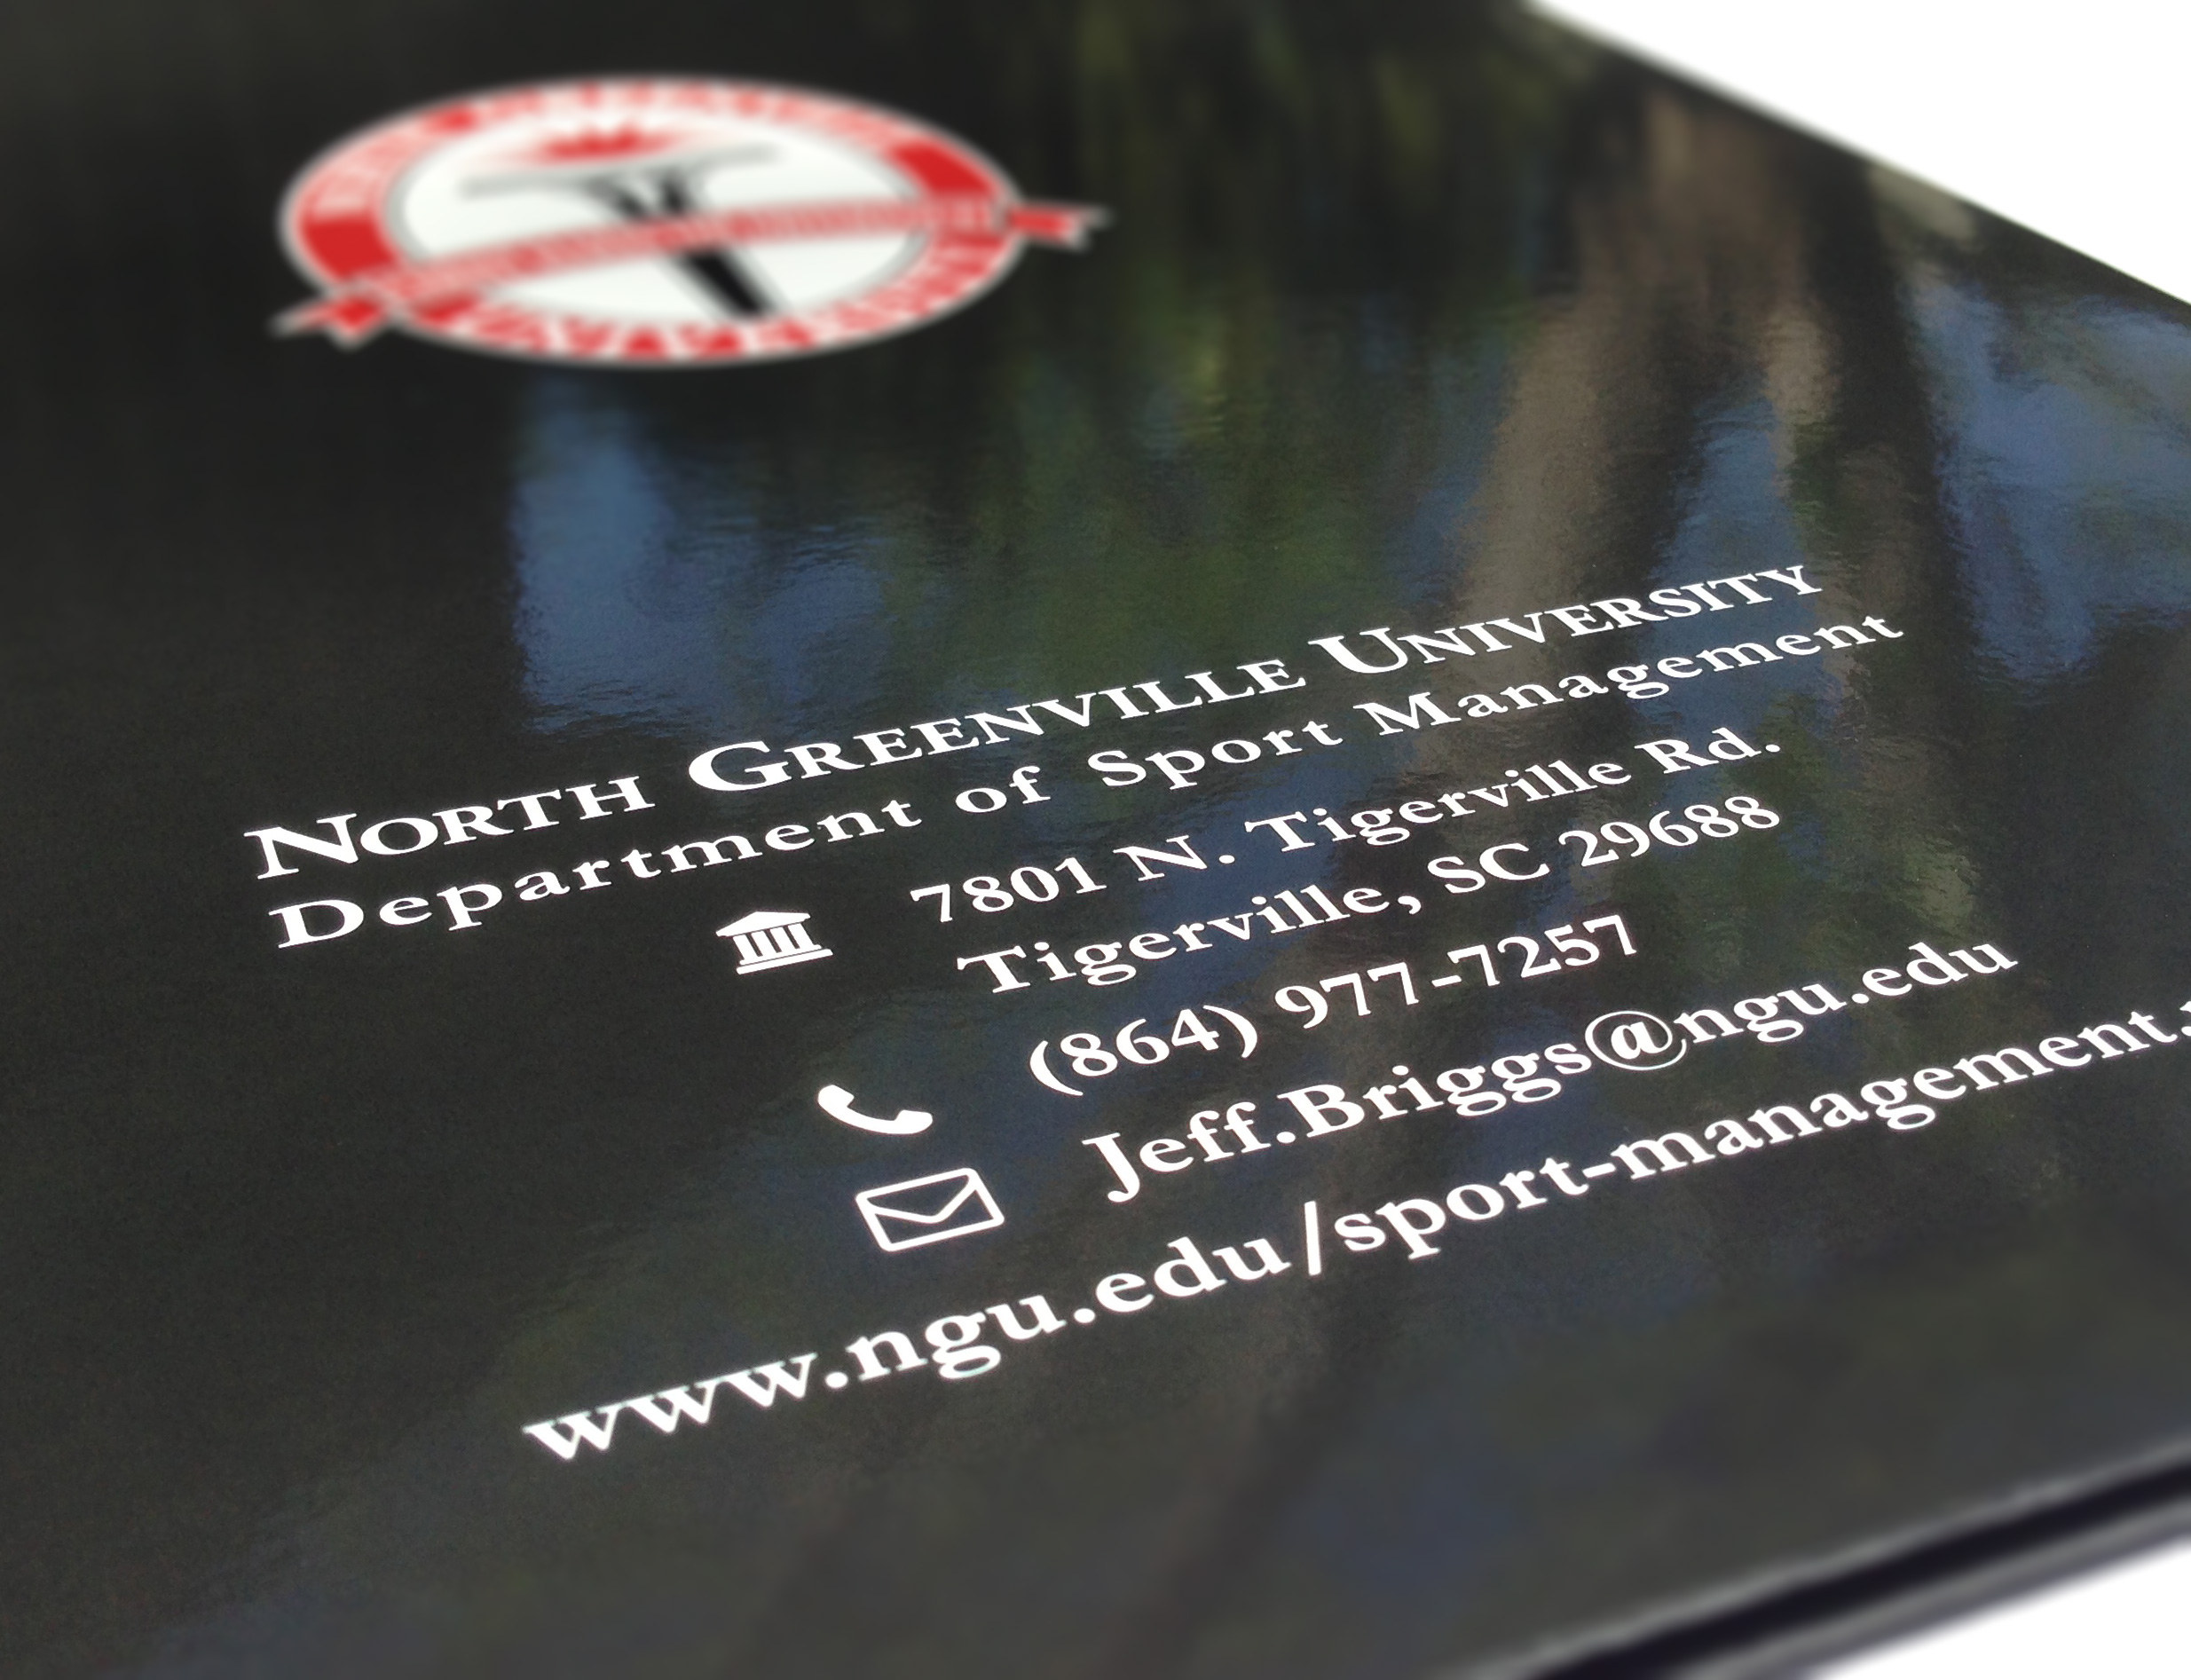 NORTH GREENVILLE UNIVERSITY
Department of Sport Management
7801 N. Tigerville Rd.
Tigerville, SC 29688
(864) 977-7257
Jeff.Briggs@ngu.edu
www.ngu.edu/sport-management.